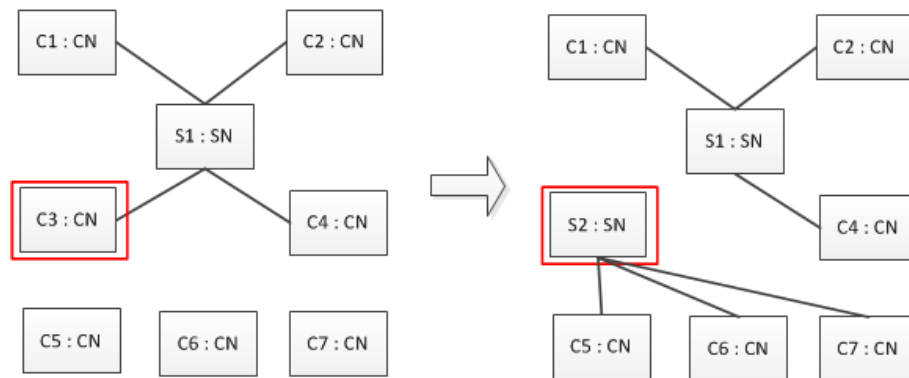 C1 : CN
C2 : CN
S1 : SN
C3 : CN
C4 : CN
C5 : CN
C6 : CN
C7 : CN
C1 : CN
C2 : CN
S1 : SN
S2 : SN
C4 : CN
C5 : CN
C6 : CN
C7 : CN